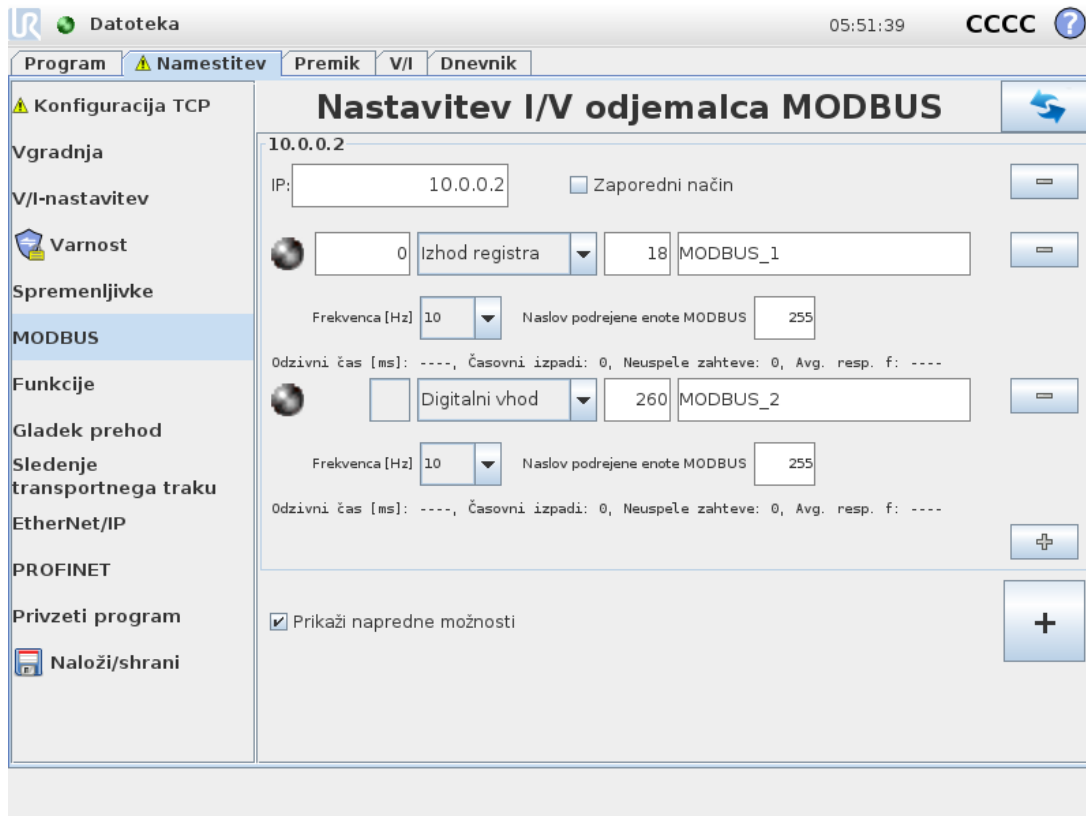 UR Datoteka 05:51:39 CCCC ?
Program Namestitev Premik V/I Dnevnik
Konfiguracija TCP
Vgradnja
V/I-nastavitev
Varnost
Spremenljivke
MODBUS
Funkcije
Gladek prehod
Sledenje
transportnega traku
EtherNet/IP
PROFINET
Privzeti program
Naloži/shrani
Nastavitev I/V odjemalca MODBUS
10.0.0.2
IP: 10.0.0.2 Zaporedni način
0 Izhod registra 18 MODBUS_1
Frekvenca [Hz] 10 Naslov podrejene enote MODBUS 255
Odzivni čas [ms]: ----, Časovni izpadi: 0, Neuspele zahteve: 0, Avg. resp. f: ----
Digitalni vhod 260 MODBUS_2
Frekvenca [Hz] 10 Naslov podrejene enote MODBUS 255
Odzivni čas [ms]: ----, Časovni izpadi: 0, Neuspele zahteve: 0, Avg. resp. f: ----
Prikaži napredne možnosti